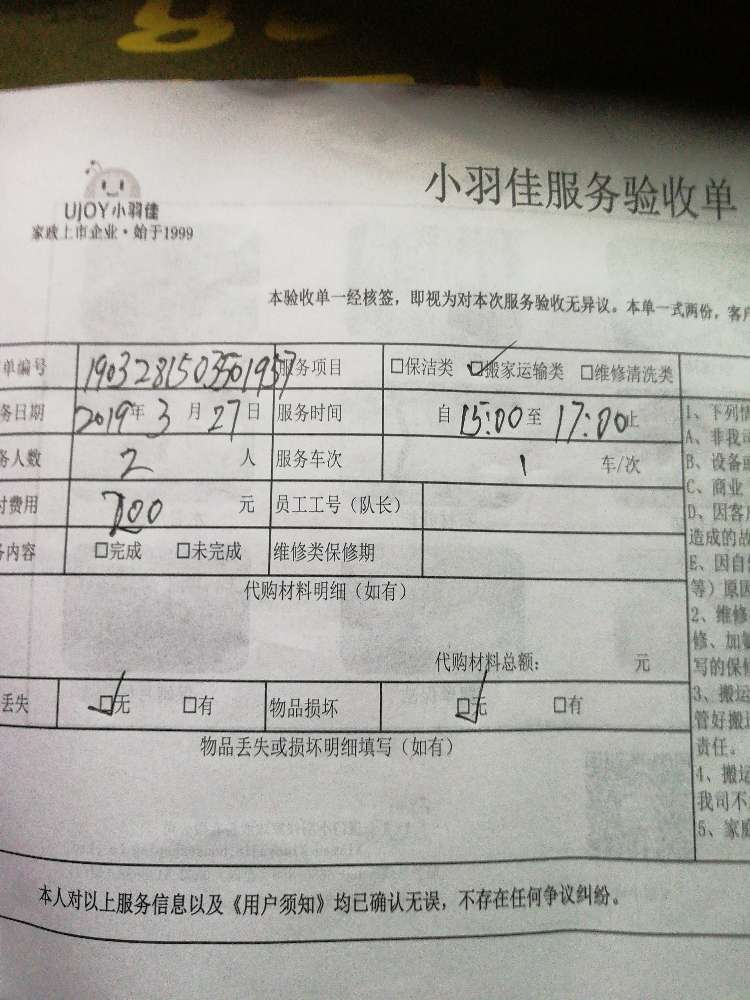 UJOY小羽佳
家政上市企业·始于1999
小羽佳服务验收单
本验收单一经核签，即视为对本次服务验收无异议。本单一式两份，客户
单编号 1903281503501957 服务项目 □保洁类 ☑搬家运输类 □维修清洗类
务日期 2019年 3 月 27 日 服务时间 自 15:00 至 17:00 止
务人数 2 人 服务车次 1 车/次
付费用 元 员工工号（队长）
务内容 □完成 □未完成 维修类保修期
代购材料明细（如有）
代购材料总额： 元
丢失 ☑无 □有 物品损坏 ☑无 □有
物品丢失或损坏明细填写（如有）
本人对以上服务信息以及《用户须知》均已确认无误，不存在任何争议纠纷。
1、下列情
A、非我司
B、设备
C、商业
D、因客户
造成的故
E、因自然
等）原因
2、维修
修、加
写的保修
3、搬运
管好搬
责任。
4、搬运
我司不
5、家庭